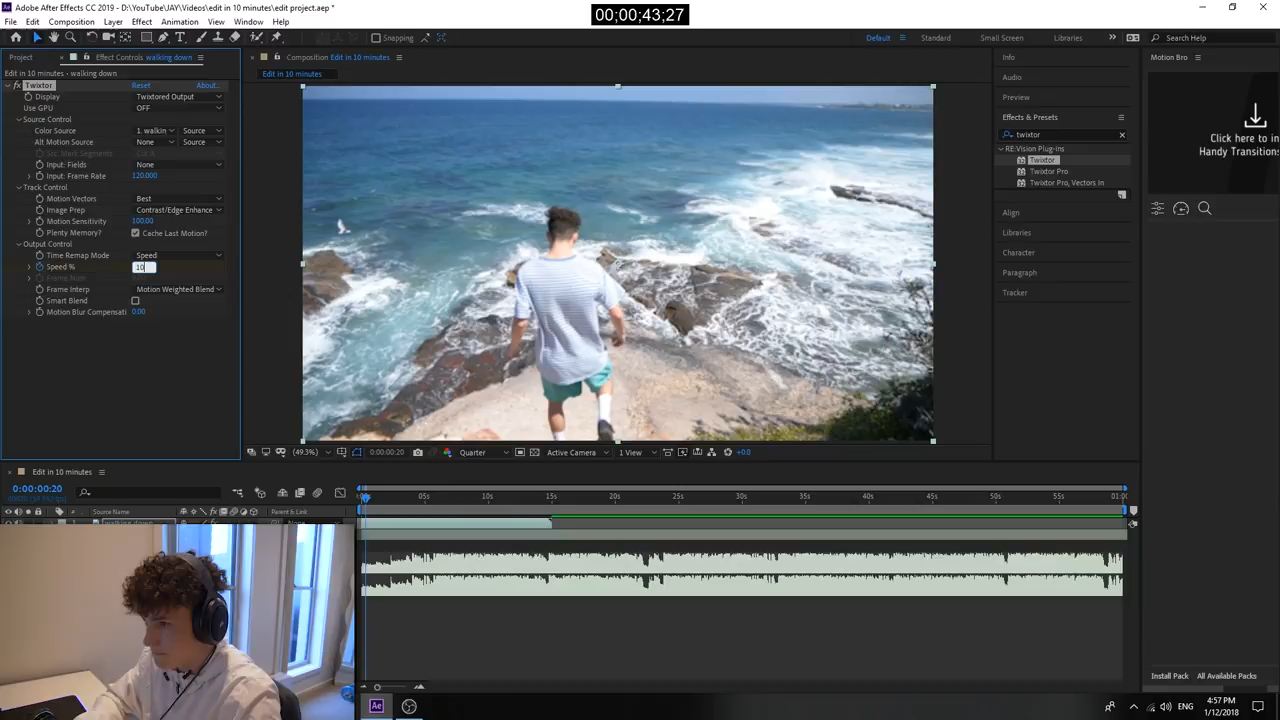 Adobe After Effects CC 2019 - D:\YouTube\JAY\Videos\edit in 10 minutes\edit project.aep *
00;00;43;27
File Edit Composition Layer Effect Animation View Window Help
Snapping
Default Standard Small Screen Libraries Search Help
Project Effect Controls walking down
Composition Edit in 10 minutes
Edit in 10 minutes - walking down
Edit in 10 minutes
Twixtor Reset About...
Display Twixtored Output
Use GPU OFF
Source Control
Color Source 1. walkin Source
Alt Motion Source None Source
Input: Fields None
Input: Frame Rate 120.000
Track Control
Motion Vectors Best
Image Prep Contrast/Edge Enhance
Motion Sensitivity 100.00
Plenty Memory? Cache Last Motion?
Output Control
Time Remap Mode Speed
Speed % 10
Frame Num
Frame Interp Motion Weighted Blend
Smart Blend
Motion Blur Compensati 0.00
Info
Audio
Preview
Effects & Presets
twixtor
RE:Vision Plug-ins
Twixtor
Twixtor Pro
Twixtor Pro, Vectors In
Align
Libraries
Character
Paragraph
Tracker
Motion Bro
Click here to in
Handy Transitions
Install Pack All Available Packs
(49.3%) 0:00:00:20 Quarter Active Camera 1 View +0.0
Edit in 10 minutes
0:00:00:20
# Source Name Parent & Link
05s 10s 15s 20s 25s 30s 35s 40s 45s 50s 55s 01:00
walking down
ENG
4:57 PM
1/12/2018